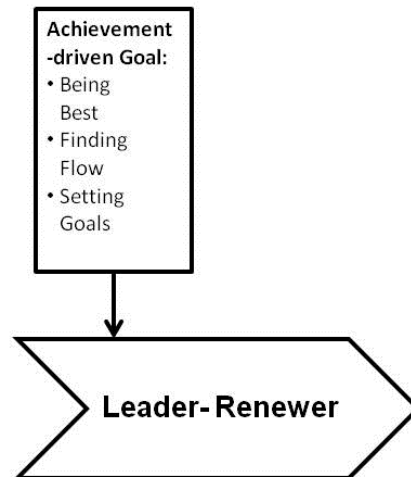 Achievement
-driven Goal:
• Being
Best
• Finding
Flow
• Setting
Goals
Leader- Renewer